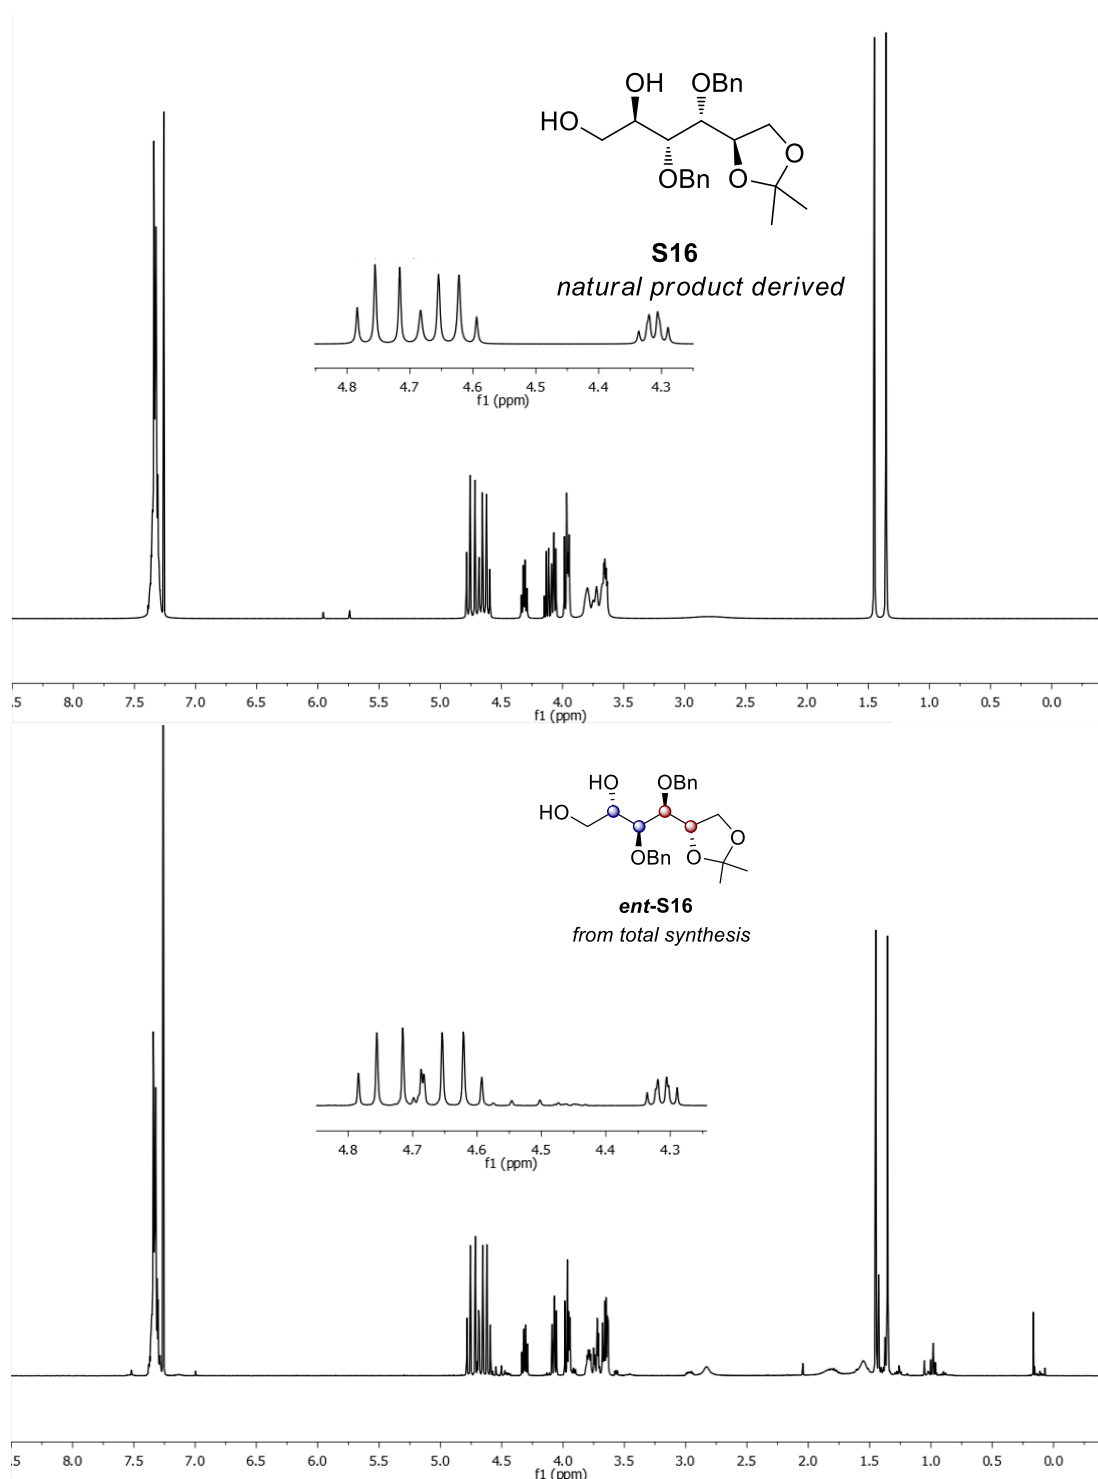 OH OBn
HO
OBn O O
S16
natural product derived
4.8 4.7 4.6 4.5 4.4 4.3
f1 (ppm)
.5 8.0 7.5 7.0 6.5 6.0 5.5 5.0 4.5 4.0 3.5 3.0 2.5 2.0 1.5 1.0 0.5 0.0
f1 (ppm)
HO OBn
HO
OBn O O
ent-S16
from total synthesis
4.8 4.7 4.6 4.5 4.4 4.3
f1 (ppm)
.5 8.0 7.5 7.0 6.5 6.0 5.5 5.0 4.5 4.0 3.5 3.0 2.5 2.0 1.5 1.0 0.5 0.0
f1 (ppm)